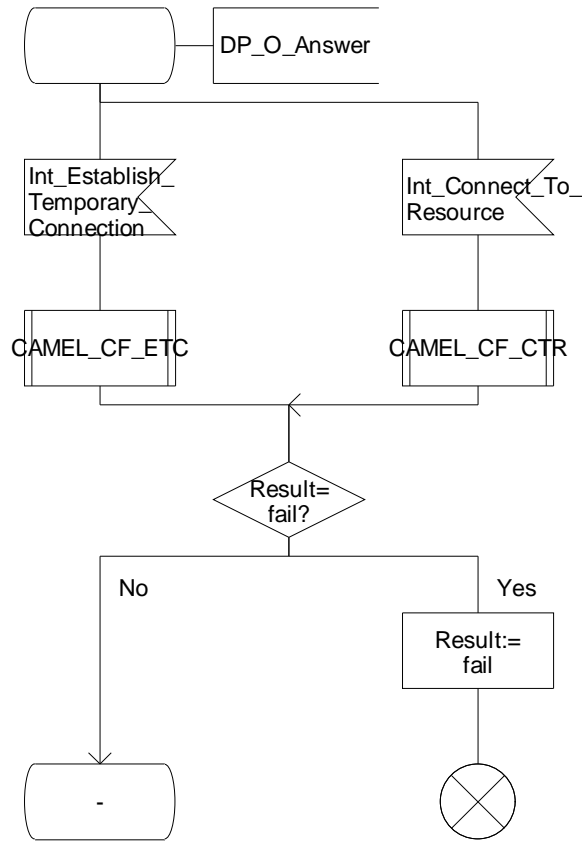 DP_O_Answer
Int_Establish_
Temporary_
Connection
Int_Connect_To_
Resource
CAMEL_CF_ETC
CAMEL_CF_CTR
Result=
fail?
No
Yes
Result:=
fail
-